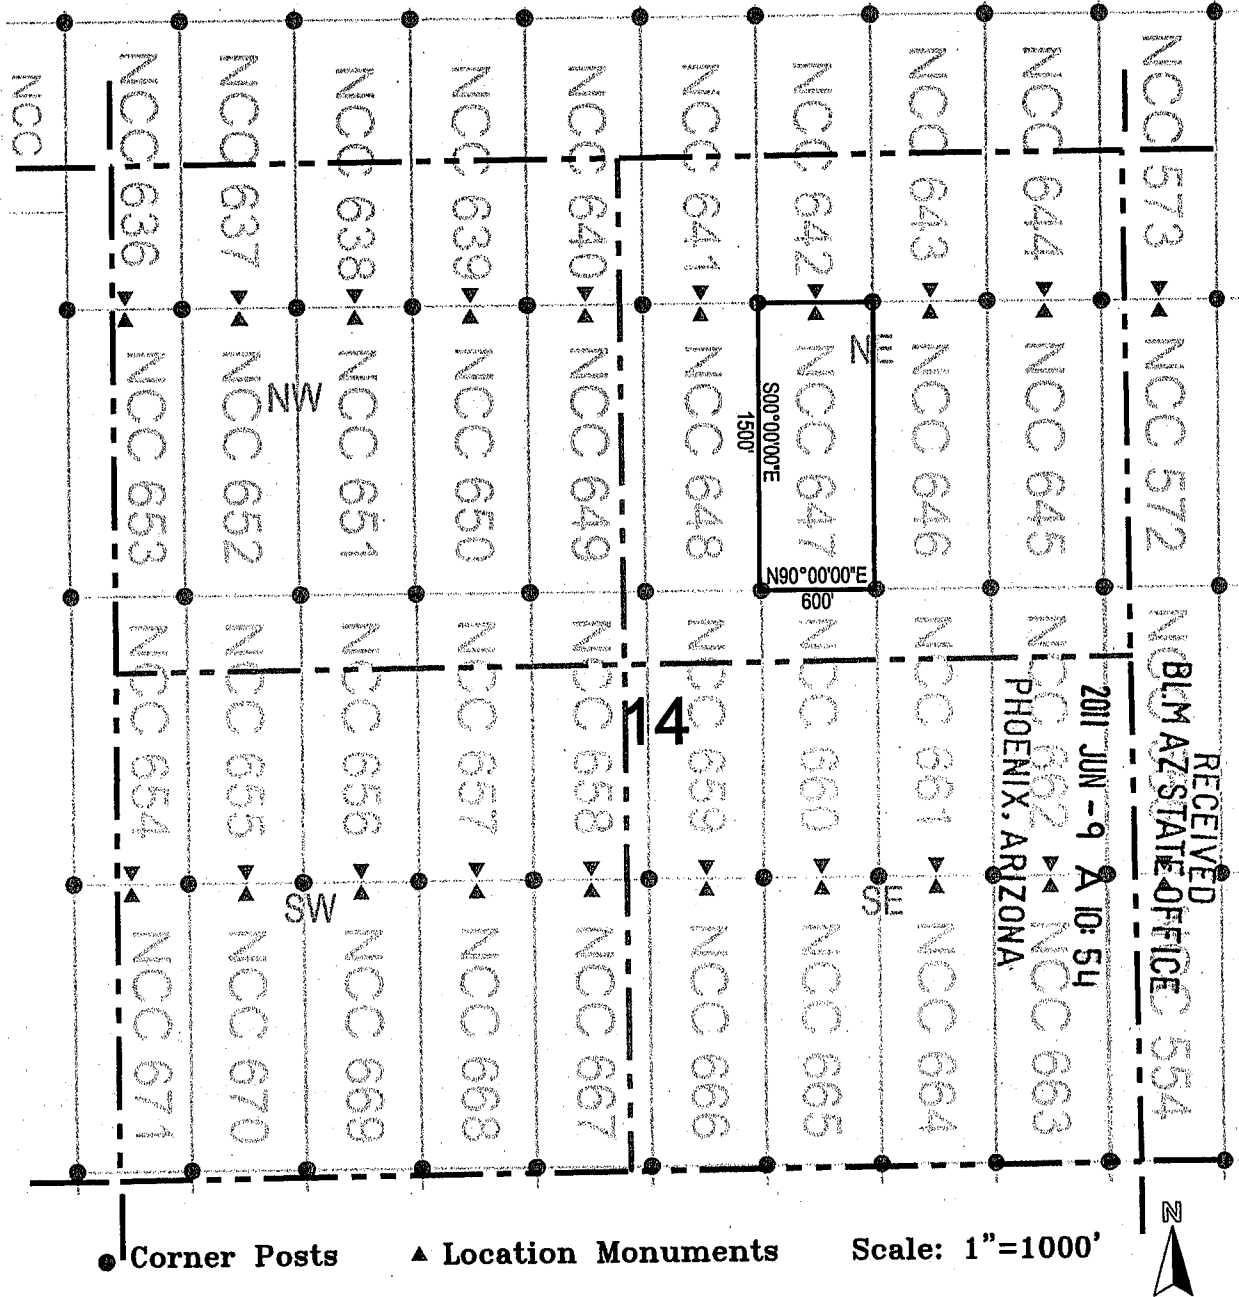 NCC
NCC 636
NCC 637
NCC 638
NCC 639
NCC 640
NCC 641
NCC 642
NCC 643
NCC 644
NCC 573
NCC 653
NCC 652
NW
NCC 651
NCC 650
NCC 649
NCC 648
S00°00'00"E
1500'
NCC 647
N90°00'00"E
600'
NE
NCC 646
NCC 645
NCC 572
NCC 654
NCC 655
NCC 656
NCC 657
NCC 658
14
NCC 659
NCC 660
NCC 661
NCC 662
RECEIVED
BLM AZ STATE OFFICE
2011 JUN -9 A 10: 54
PHOENIX, ARIZONA
SW
SE
NCC 671
NCC 670
NCC 669
NCC 668
NCC 667
NCC 666
NCC 665
NCC 664
NCC 663
NCC 554
N
Corner Posts
Location Monuments
Scale: 1"=1000'